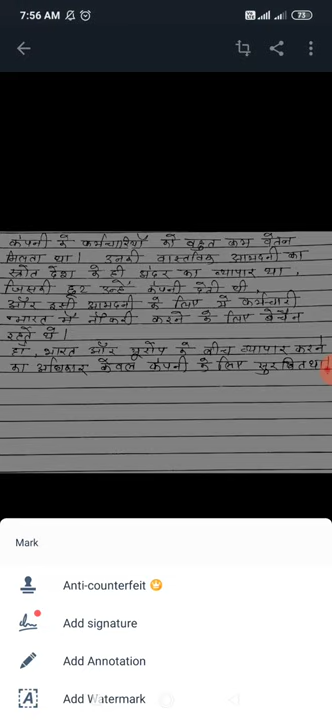 7:56 AM
73
कंपनी के कर्मचारियों को बहुत कम वेतन
मिलता था। उनकी वास्तविक आमदनी का
स्त्रोत देश के ही अंदर का व्यापार था,
जिसकी छुट उन्हें कंपनी देती थी,
और इसी आमदनी के लिए ये कर्मचारी
भारत में नौकरी करने के लिए बेचैन
रहते थे।
हा, भारत और यूरोप के बीच व्यापार करने
का अधिकार केवल कंपनी के लिए सुरक्षित था।
Mark
Anti-counterfeit
Add signature
Add Annotation
Add Watermark